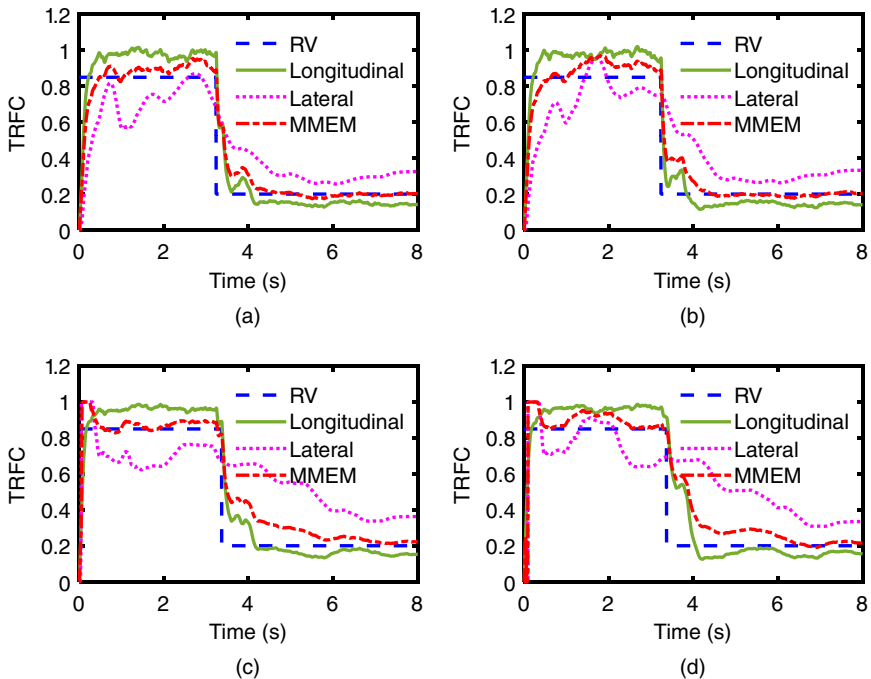 1.2
1
0.8
0.6
0.4
0.2
0
TRFC
RV
Longitudinal
Lateral
MMEM
0 2 4 6 8
Time (s)
(a)
1.2
1
0.8
0.6
0.4
0.2
0
TRFC
RV
Longitudinal
Lateral
MMEM
0 2 4 6 8
Time (s)
(b)
1.2
1
0.8
0.6
0.4
0.2
0
TRFC
RV
Longitudinal
Lateral
MMEM
0 2 4 6 8
Time (s)
(c)
1.2
1
0.8
0.6
0.4
0.2
0
TRFC
RV
Longitudinal
Lateral
MMEM
0 2 4 6 8
Time (s)
(d)